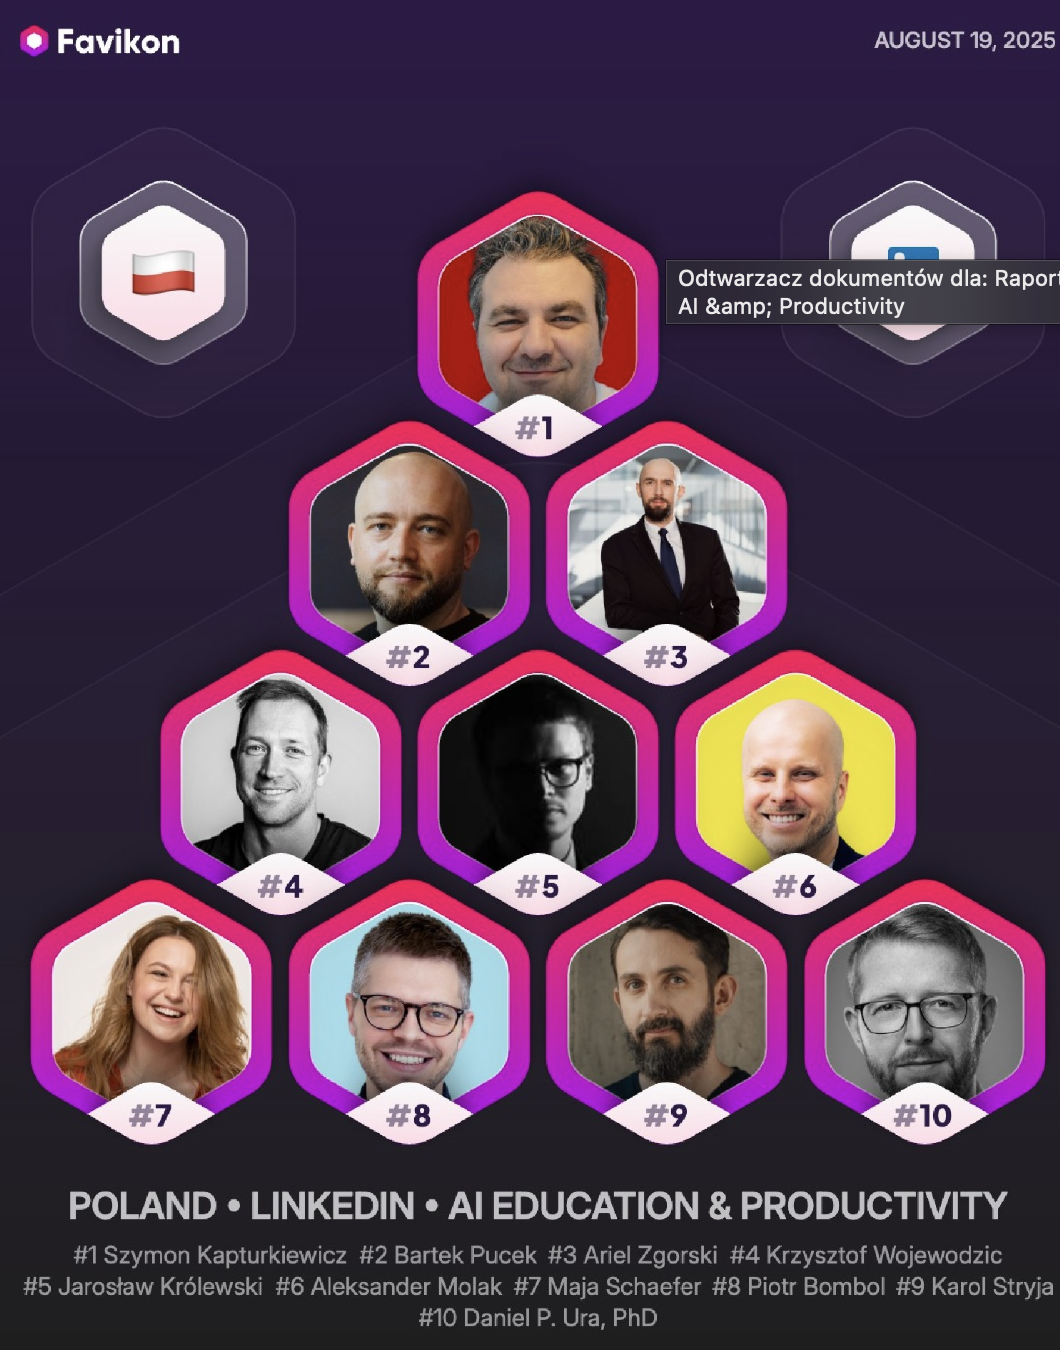 Favikon
AUGUST 19, 2025
Odtwarzacz dokumentów dla: Raport
AI &amp; Productivity
#1
#2
#3
#4
#5
#6
#7
#8
#9
#10
POLAND • LINKEDIN • AI EDUCATION & PRODUCTIVITY
#1 Szymon Kapturkiewicz #2 Bartek Pucek #3 Ariel Zgorski #4 Krzysztof Wojewodzic
#5 Jarosław Królewski #6 Aleksander Molak #7 Maja Schaefer #8 Piotr Bombol #9 Karol Stryja
#10 Daniel P. Ura, PhD